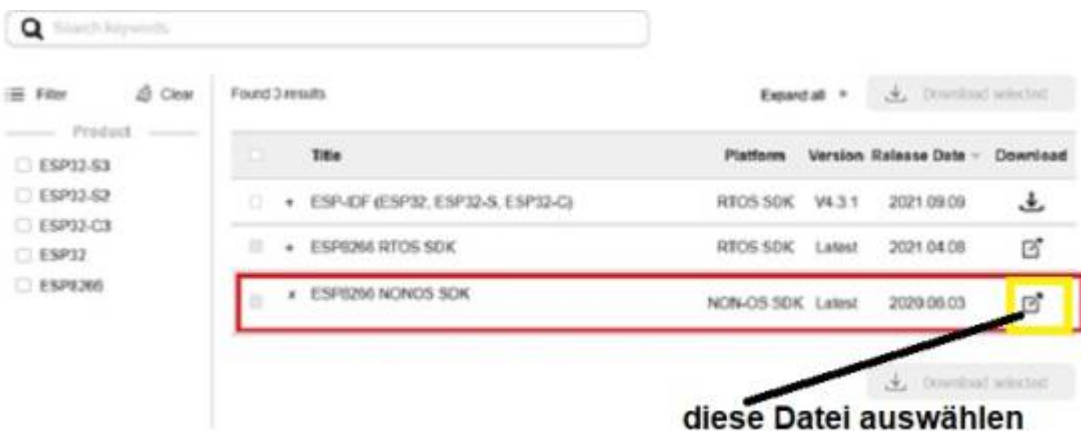 Search keywords
Filter Clear
Product
ESP32-S3
ESP32-S2
ESP32-C3
ESP32
ESP8266
Found 3 results
Expand all
Download selected
Title Platform Version Release Date Download
ESP-IDF (ESP32, ESP32-S, ESP32-C) RTOS SDK V4.3.1 2021.09.09
ESP8266 RTOS SDK RTOS SDK Latest 2021.04.08
ESP8266 NONOS SDK NON-OS SDK Latest 2020.06.03
Download selected
diese Datei auswählen